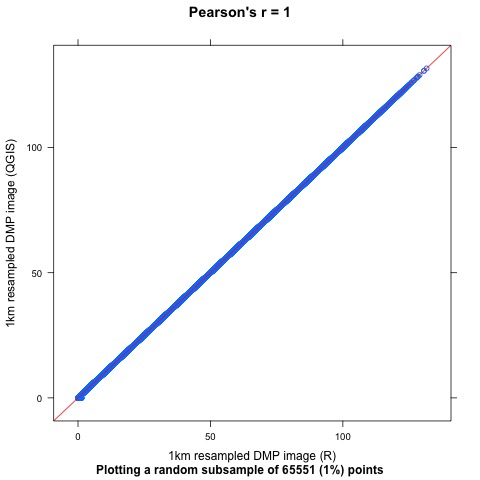 Pearson's r = 1
1km resampled DMP image (QGIS)
100
50
0
0
50
100
1km resampled DMP image (R)
Plotting a random subsample of 65551 (1%) points